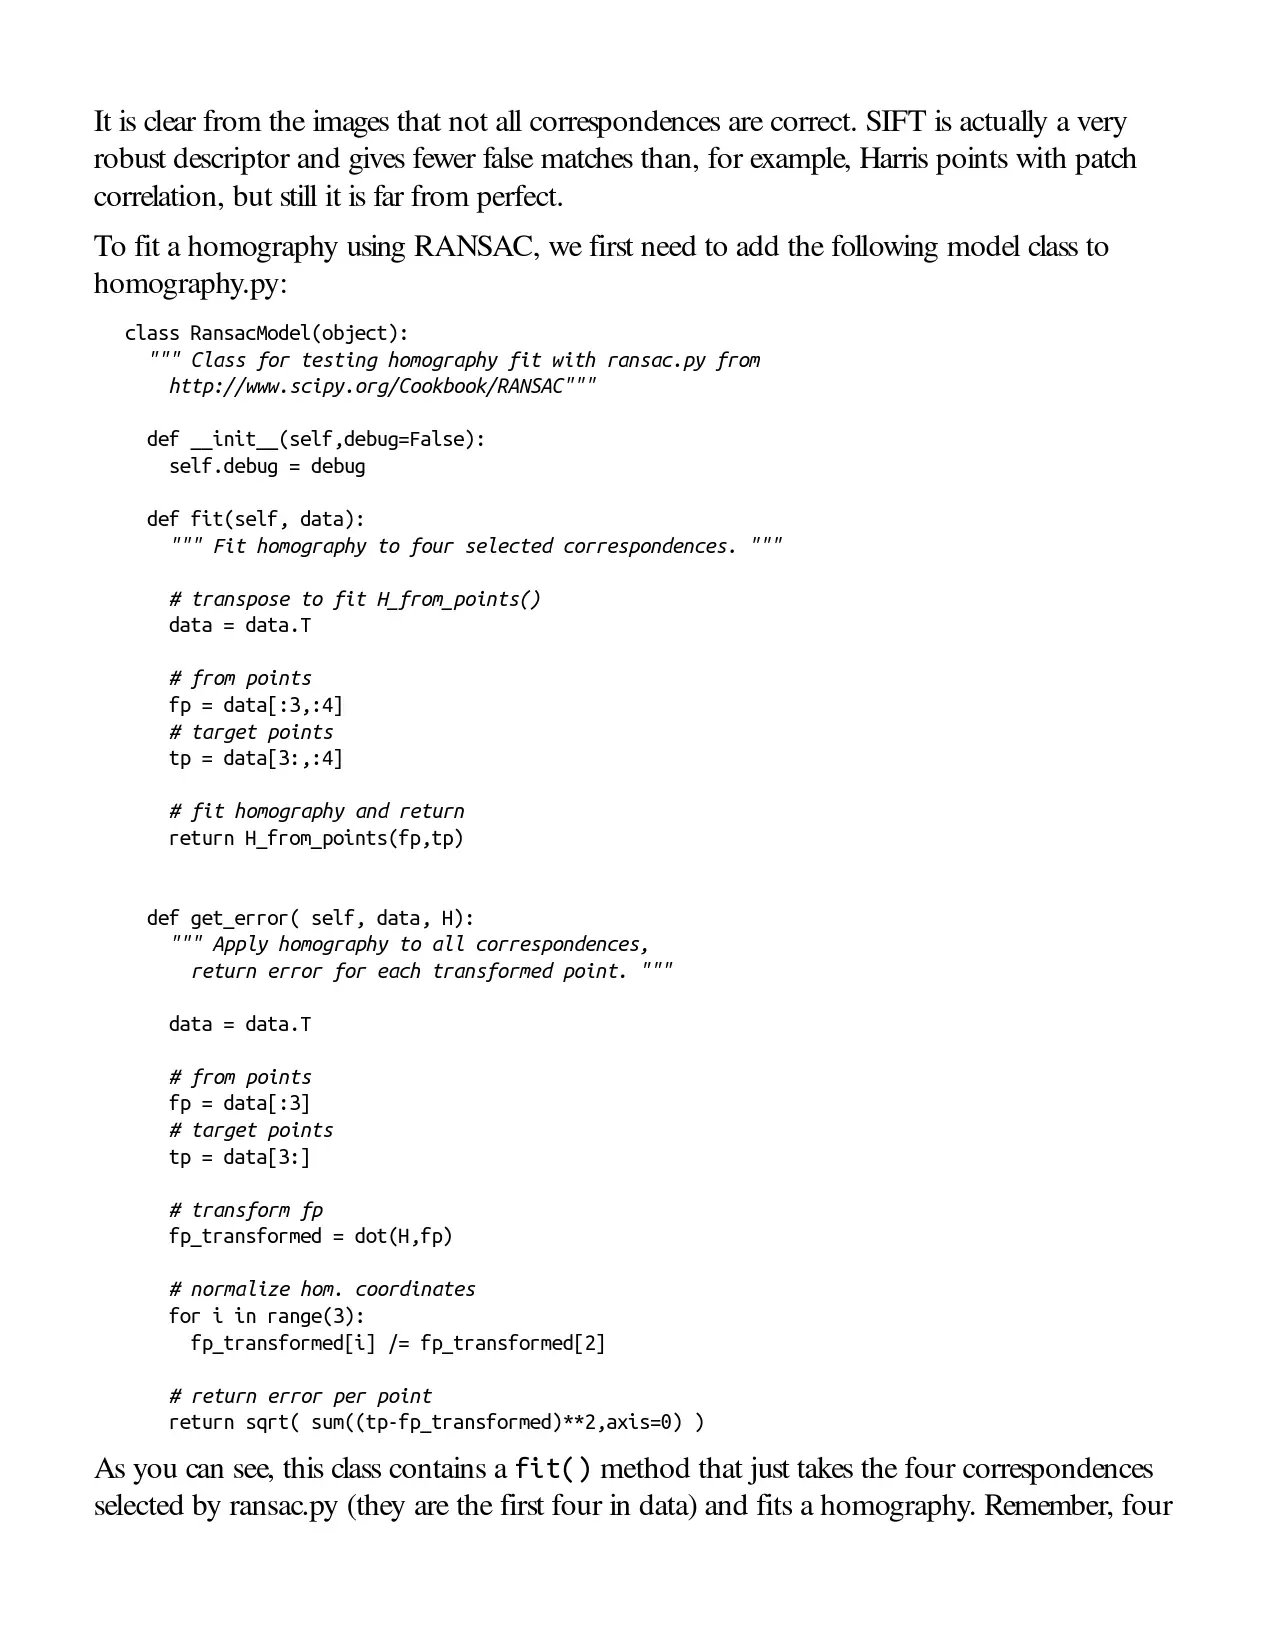 It is clear from the images that not all correspondences are correct. SIFT is actually a very
robust descriptor and gives fewer false matches than, for example, Harris points with patch
correlation, but still it is far from perfect.
To fit a homography using RANSAC, we first need to add the following model class to
homography.py:
class RansacModel(object):
  """ Class for testing homography fit with ransac.py from
    http://www.scipy.org/Cookbook/RANSAC"""

  def __init__(self,debug=False):
    self.debug = debug

  def fit(self, data):
    """ Fit homography to four selected correspondences. """

    # transpose to fit H_from_points()
    data = data.T

    # from points
    fp = data[:3,:4]
    # target points
    tp = data[3:,:4]

    # fit homography and return
    return H_from_points(fp,tp)


  def get_error( self, data, H):
    """ Apply homography to all correspondences,
      return error for each transformed point. """

    data = data.T

    # from points
    fp = data[:3]
    # target points
    tp = data[3:]

    # transform fp
    fp_transformed = dot(H,fp)

    # normalize hom. coordinates
    for i in range(3):
      fp_transformed[i] /= fp_transformed[2]

    # return error per point
    return sqrt( sum((tp-fp_transformed)**2,axis=0) )
As you can see, this class contains a fit() method that just takes the four correspondences
selected by ransac.py (they are the first four in data) and fits a homography. Remember, four